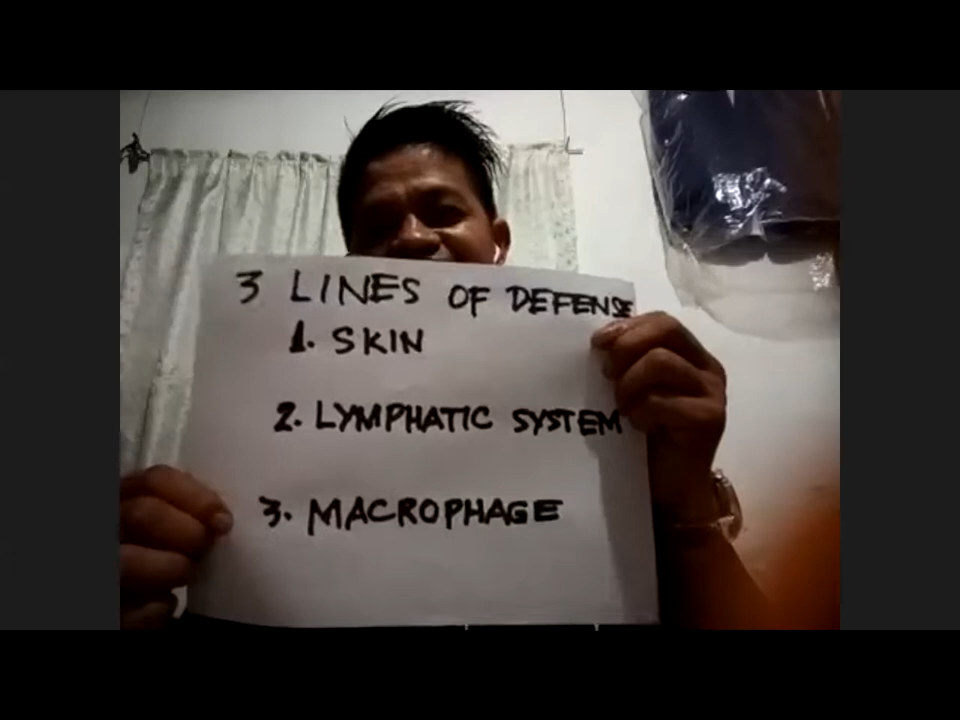 3 LINES OF DEFENSE
1. SKIN
2. LYMPHATIC SYSTEM
3. MACROPHAGE